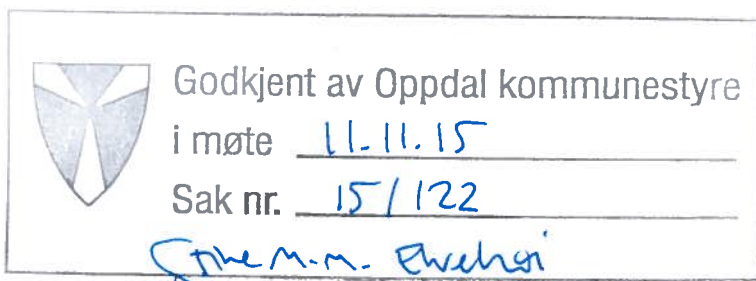 Godkjent av Oppdal kommunestyre
i møte 11.11.15
Sak nr. 15/122
M.M.